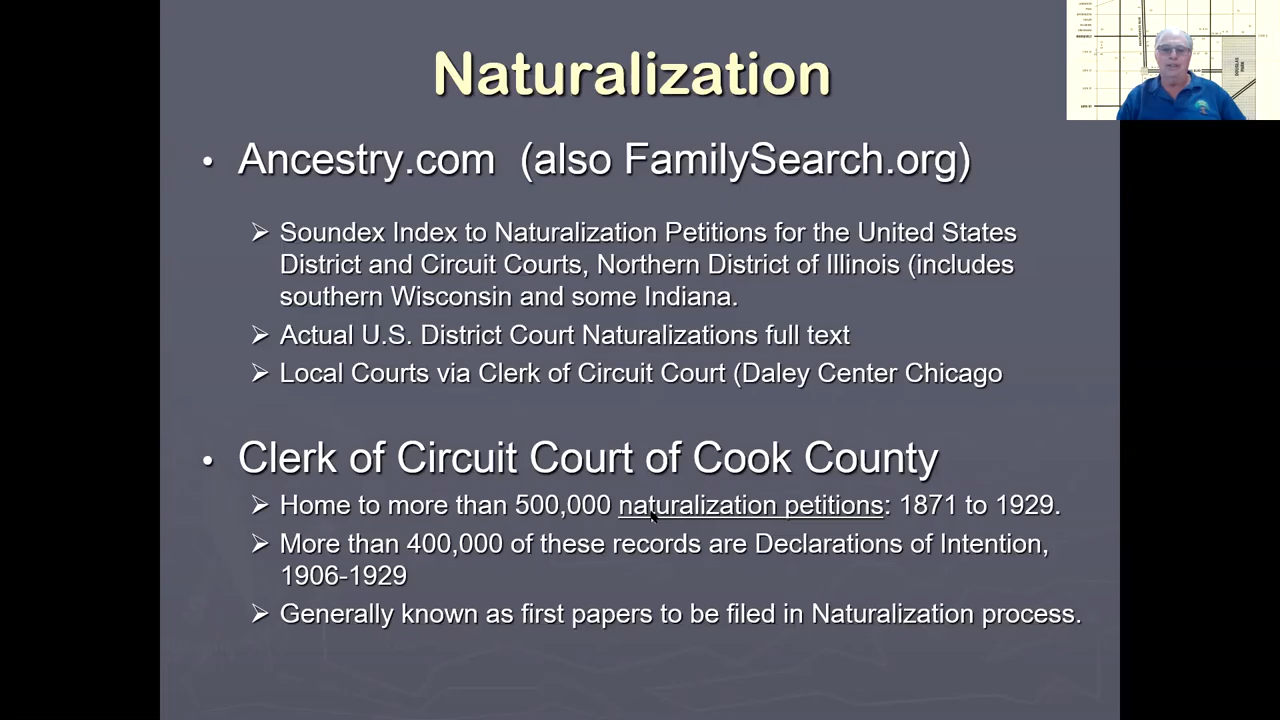 Naturalization
• Ancestry.com (also FamilySearch.org)
➢ Soundex Index to Naturalization Petitions for the United States
District and Circuit Courts, Northern District of Illinois (includes
southern Wisconsin and some Indiana.
➢ Actual U.S. District Court Naturalizations full text
➢ Local Courts via Clerk of Circuit Court (Daley Center Chicago
• Clerk of Circuit Court of Cook County
➢ Home to more than 500,000 naturalization petitions: 1871 to 1929.
➢ More than 400,000 of these records are Declarations of Intention,
1906-1929
➢ Generally known as first papers to be filed in Naturalization process.
DOUGLAS
PARK